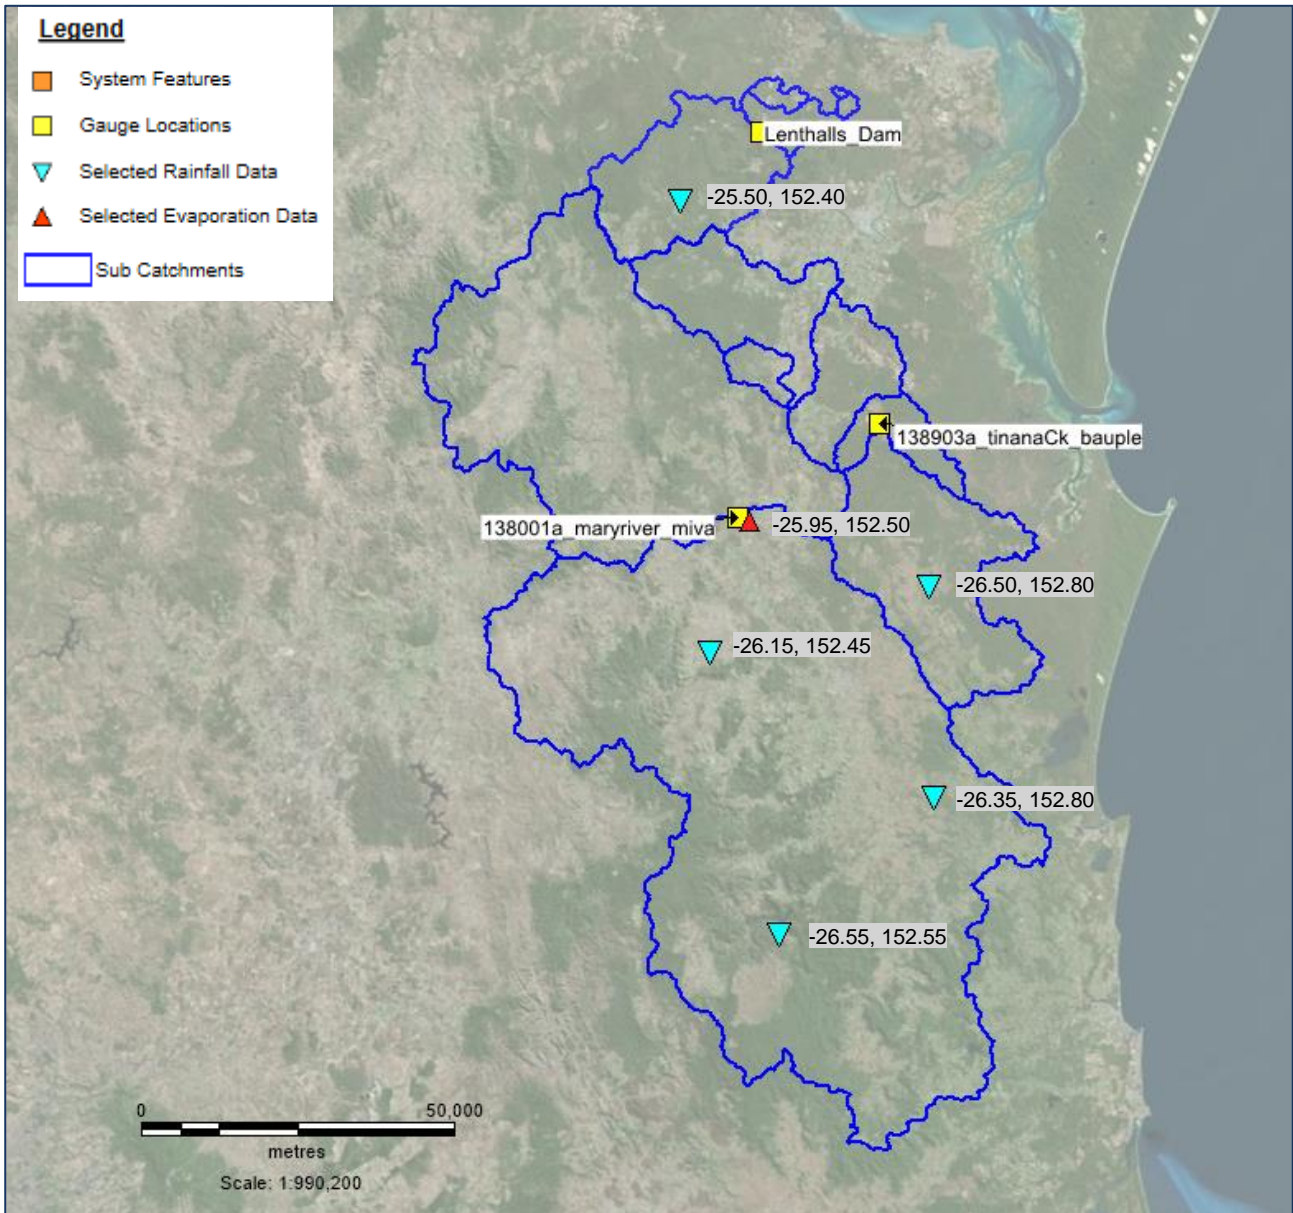 Legend
System Features
Gauge Locations
Selected Rainfall Data
Selected Evaporation Data
Sub Catchments
Lenthalls_Dam
-25.50, 152.40
138903a_tinanaCk_bauple
138001a_maryriver_miva
-25.95, 152.50
-26.50, 152.80
-26.15, 152.45
-26.35, 152.80
-26.55, 152.55
0 50,000
metres
Scale: 1:990,200